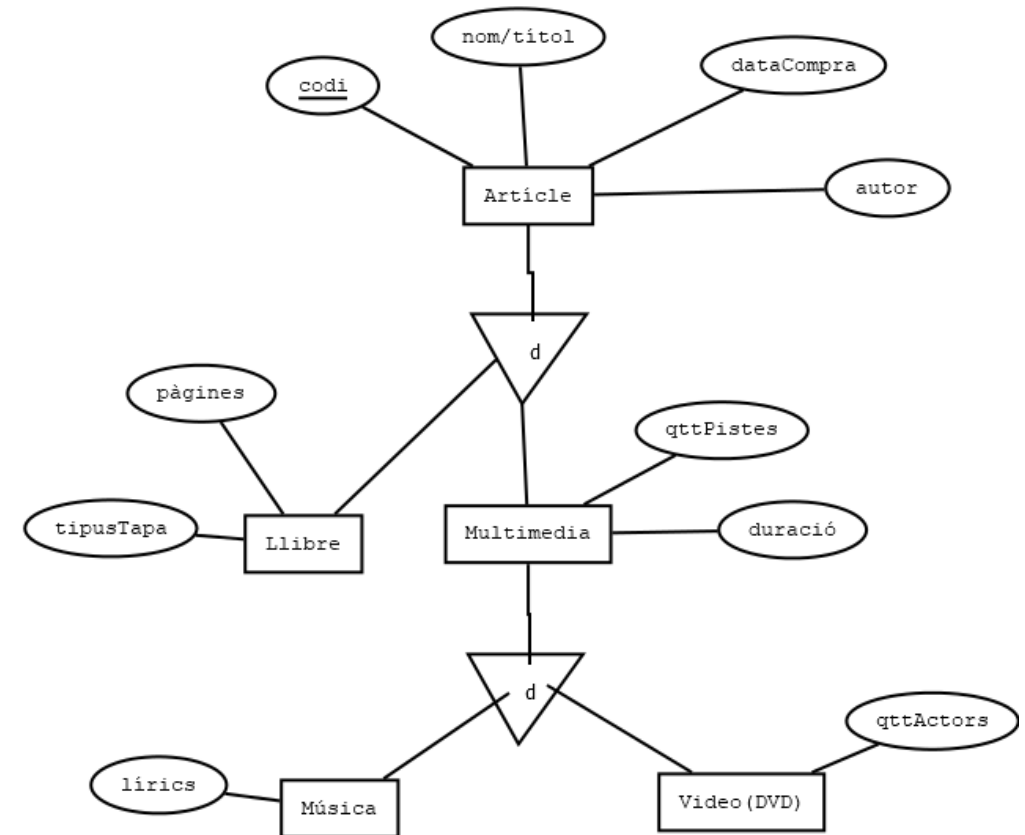 nom/títol
codi
dataCompra
Artícle
autor
d
pàgines
qttPistes
tipusTapa
Llibre
Multimedia
duració
d
qttActors
lírics
Música
Video(DVD)